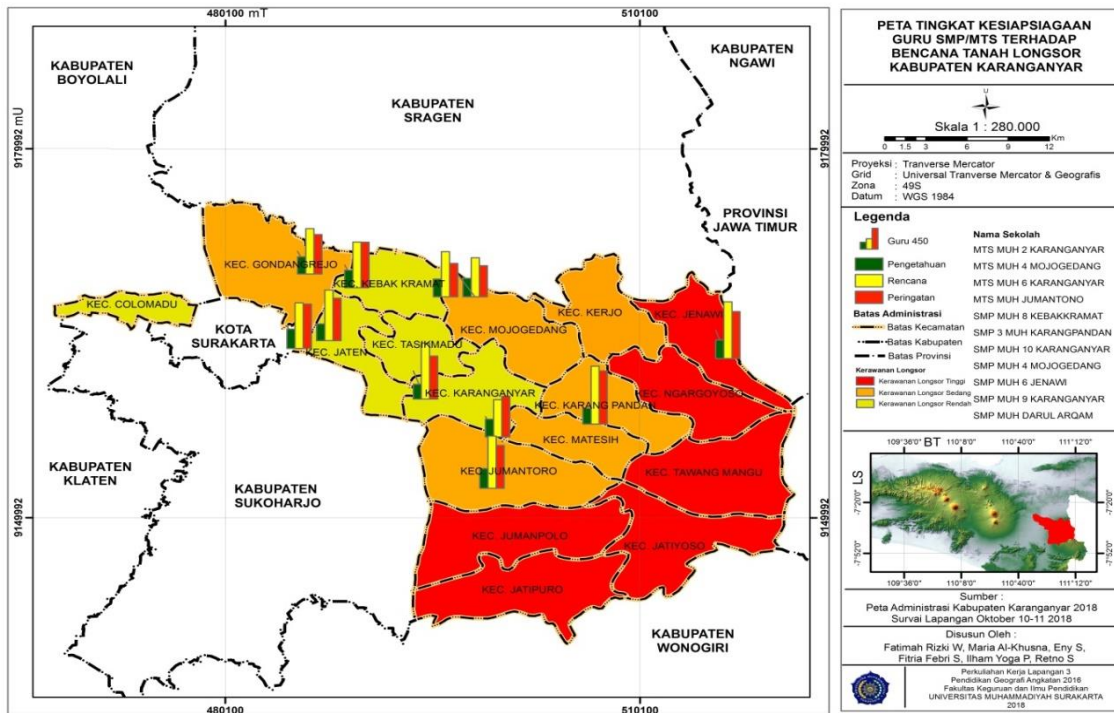 480100 mT
510100
KABUPATEN
BOYOLALI
KABUPATEN
NGAWI
KABUPATEN
SRAGEN
9179992 mU
9179992
PROVINSI
JAWA TIMUR
KEC. GONDANGREJO
KEC. KEBAK KRAMAT
KEC. COLOMADU
KEC. MOJOGEDANG
KEC. KERJO
KEC. JENAWI
KOTA
SURAKARTA
KEC. JATEN
KEC. TASIKMADU
KEC. KARANGANYAR
KEC. KARANG PANDAN
KEC. NGARGOYOSO
KEC. MATESIH
KEC. JUMANTORO
KEC. TAWANG MANGU
KABUPATEN
KLATEN
KABUPATEN
SUKOHARJO
9149992
9149992
KEC. JUMANPOLO
KEC. JATIYOSO
KEC. JATIPURO
KABUPATEN
WONOGIRI
480100
510100
PETA TINGKAT KESIAPSIAGAAN
GURU SMP/MTS TERHADAP
BENCANA TANAH LONGSOR
KABUPATEN KARANGANYAR
U
Skala 1 : 280.000
0 1.5 3 6 9 12 Km
Proyeksi : Tranverse Mercator
Grid : Universal Tranverse Mercator & Geografis
Zona : 49S
Datum : WGS 1984
Legenda
Guru 450
Pengetahuan
Rencana
Peringatan
Batas Administrasi
Batas Kecamatan
Batas Kabupaten
Batas Provinsi
Kerawanan Longsor
Kerawanan Longsor Tinggi
Kerawanan Longsor Sedang
Kerawanan Longsor Rendah
Nama Sekolah
MTS MUH 2 KARANGANYAR
MTS MUH 4 MOJOGEDANG
MTS MUH 6 KARANGANYAR
MTS MUH JUMANTONO
SMP MUH 8 KEBAKKRAMAT
SMP 3 MUH KARANGPANDAN
SMP MUH 10 KARANGANYAR
SMP MUH 4 MOJOGEDNG
SMP MUH 6 JENAWI
SMP MUH 9 KARANGANYAR
SMP MUH DARUL ARQAM
109°36'0" BT 110°8'0" 110°40'0" 111°12'0"
LS
-7°20'0"
-7°20'0"
-7°52'0"
-7°52'0"
109°36'0" 110°8'0" 110°40'0" 111°12'0"
Sumber :
Peta Administrasi Kabupaten Karanganyar 2018
Survai Lapangan Oktober 10-11 2018
Disusun Oleh :
Fatimah Rizki W, Maria Al-Khusna, Eny S,
Fitria Febri S, Ilham Yoga P, Retno S
Perkuliahan Kerja Lapangan 3
Pendidikan Geografi Angkatan 2016
Fakultas Keguruan dan Ilmu Pendidikan
UNIVERSITAS MUHAMMADIYAH SURAKARTA
2018